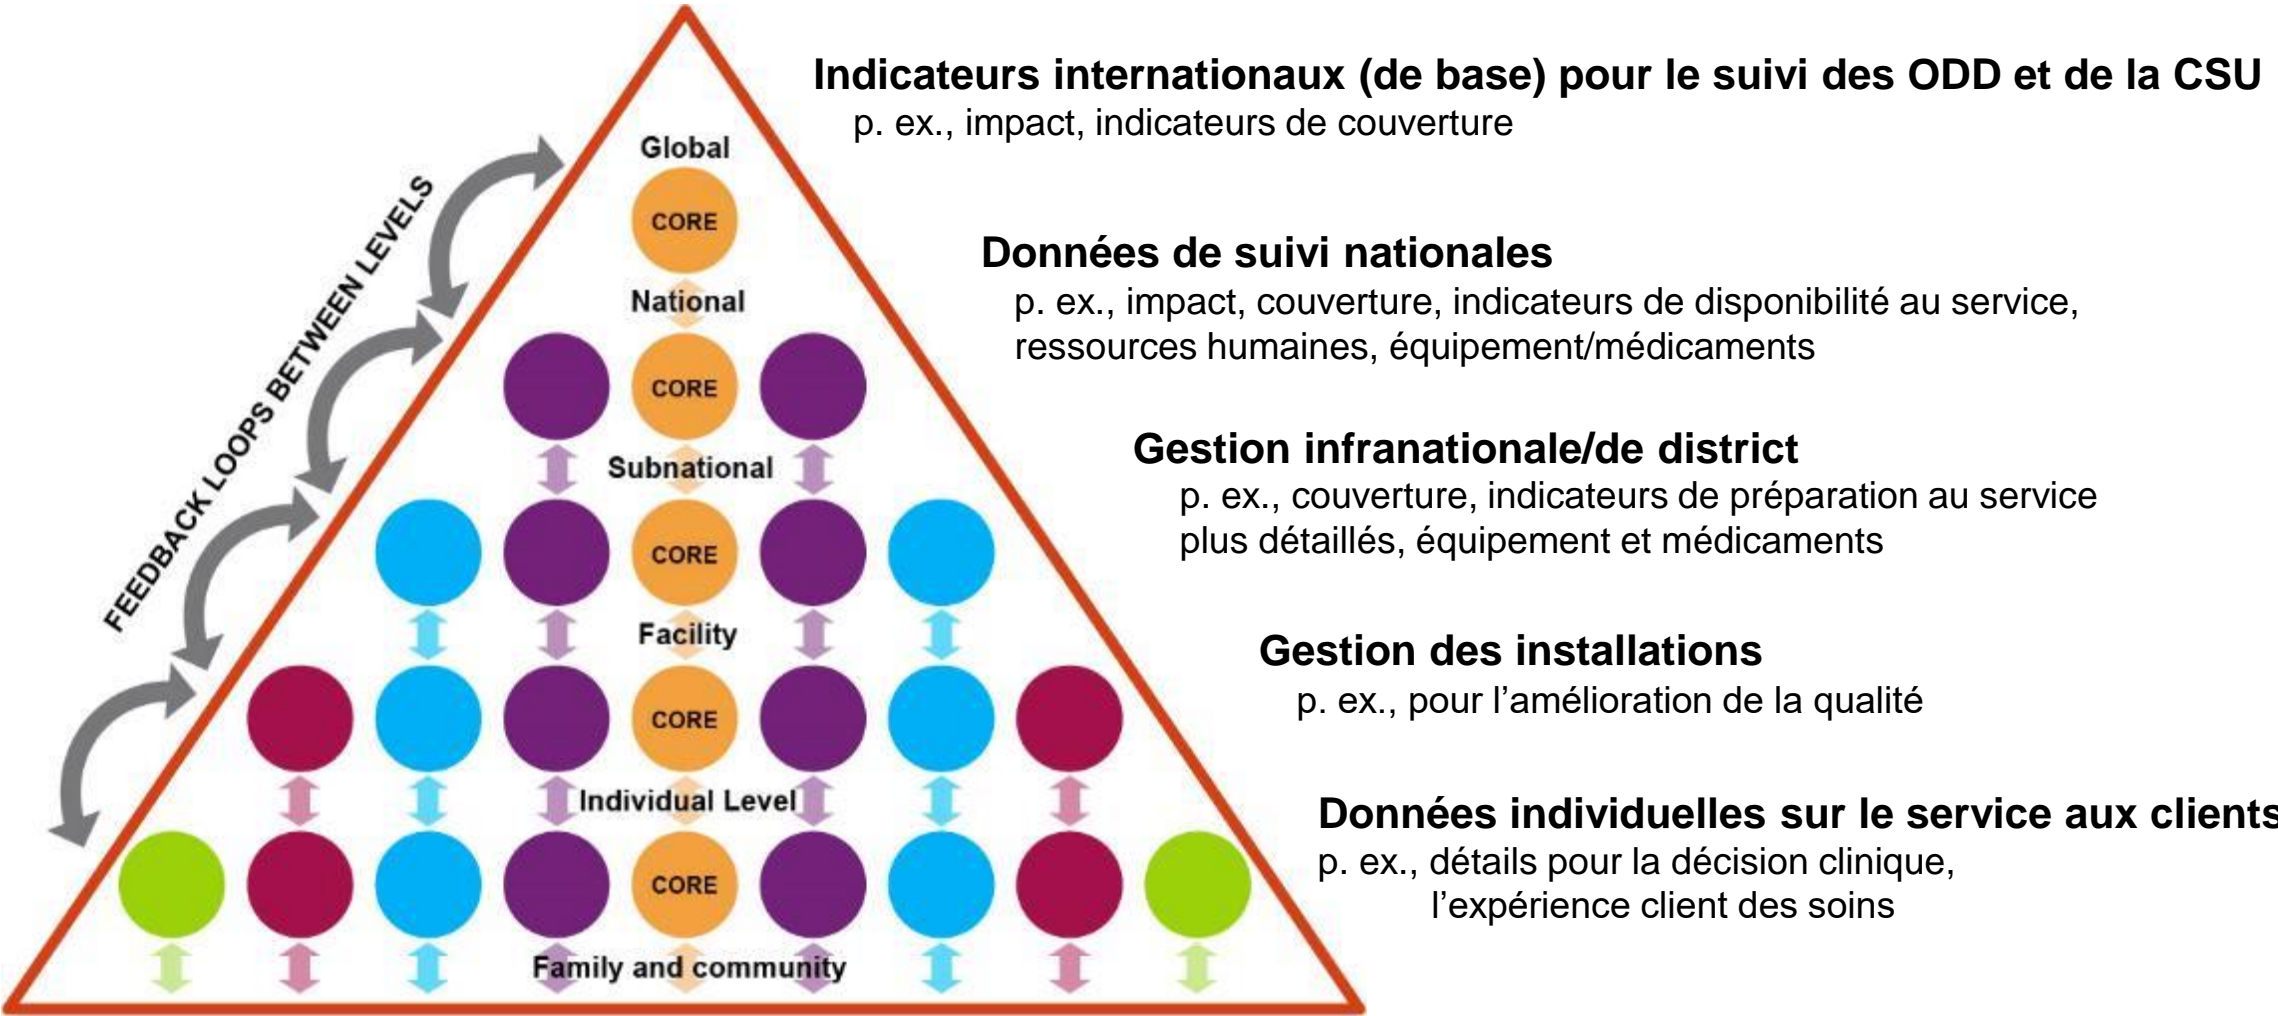 Indicateurs internationaux (de base) pour le suivi des ODD et de la CSU
p. ex., impact, indicateurs de couverture
Global
CORE
FEEDBACK LOOPS BETWEEN LEVELS
Données de suivi nationales
p. ex., impact, couverture, indicateurs de disponibilité au service,
ressources humaines, équipement/médicaments
National
CORE
Gestion infranationale/de district
p. ex., couverture, indicateurs de préparation au service
plus détaillés, équipement et médicaments
Subnational
CORE
Gestion des installations
p. ex., pour l’amélioration de la qualité
Facility
CORE
Données individuelles sur le service aux clients
p. ex., détails pour la décision clinique,
l’expérience client des soins
Individual Level
CORE
Family and community